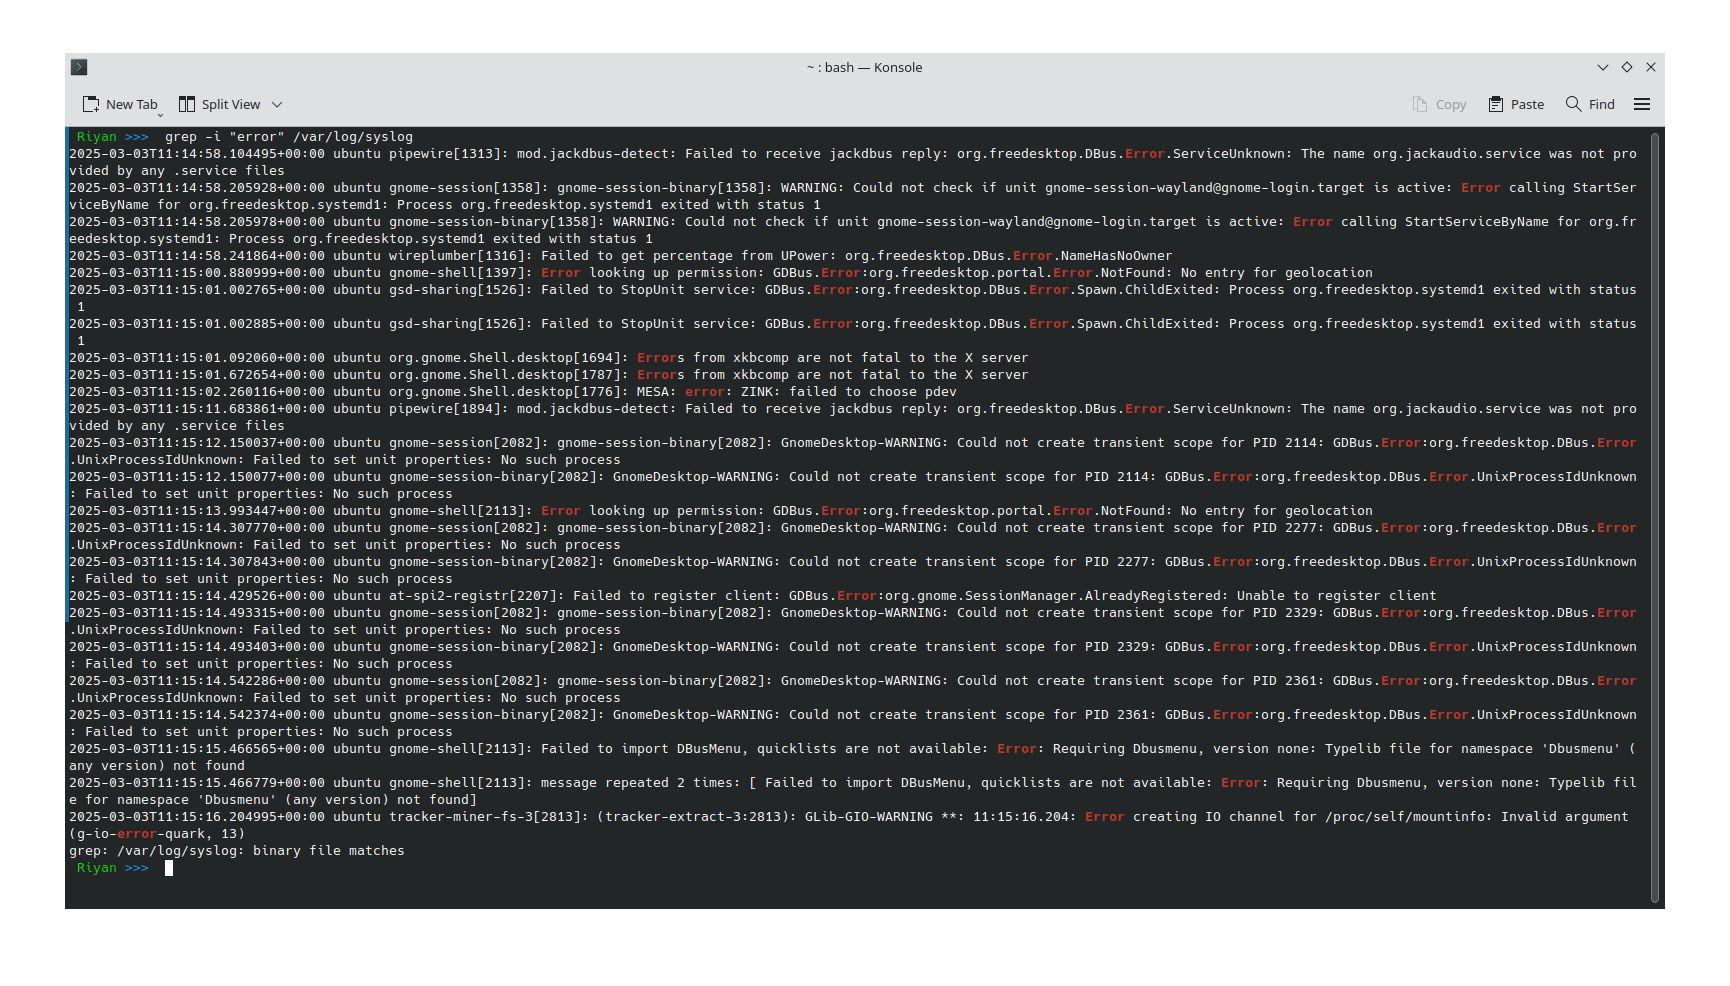 ~ : bash — Konsole
New Tab Split View Copy Paste Find
Riyan >>> grep -i "error" /var/log/syslog
2025-03-03T11:14:58.104495+00:00 ubuntu pipewire[1313]: mod.jackdbus-detect: Failed to receive jackdbus reply: org.freedesktop.DBus.Error.ServiceUnknown: The name org.jackaudio.service was not pro
vided by any .service files
2025-03-03T11:14:58.205928+00:00 ubuntu gnome-session[1358]: gnome-session-binary[1358]: WARNING: Could not check if unit gnome-session-wayland@gnome-login.target is active: Error calling StartSer
viceByName for org.freedesktop.systemd1: Process org.freedesktop.systemd1 exited with status 1
2025-03-03T11:14:58.205978+00:00 ubuntu gnome-session-binary[1358]: WARNING: Could not check if unit gnome-session-wayland@gnome-login.target is active: Error calling StartServiceByName for org.fr
eedesktop.systemd1: Process org.freedesktop.systemd1 exited with status 1
2025-03-03T11:14:58.241864+00:00 ubuntu wireplumber[1316]: Failed to get percentage from UPower: org.freedesktop.DBus.Error.NameHasNoOwner
2025-03-03T11:15:00.880999+00:00 ubuntu gnome-shell[1397]: Error looking up permission: GDBus.Error:org.freedesktop.portal.Error.NotFound: No entry for geolocation
2025-03-03T11:15:01.002765+00:00 ubuntu gsd-sharing[1526]: Failed to StopUnit service: GDBus.Error:org.freedesktop.DBus.Error.Spawn.ChildExited: Process org.freedesktop.systemd1 exited with status
1
2025-03-03T11:15:01.002885+00:00 ubuntu gsd-sharing[1526]: Failed to StopUnit service: GDBus.Error:org.freedesktop.DBus.Error.Spawn.ChildExited: Process org.freedesktop.systemd1 exited with status
1
2025-03-03T11:15:01.092060+00:00 ubuntu org.gnome.Shell.desktop[1694]: Errors from xkbcomp are not fatal to the X server
2025-03-03T11:15:01.672654+00:00 ubuntu org.gnome.Shell.desktop[1787]: Errors from xkbcomp are not fatal to the X server
2025-03-03T11:15:02.260116+00:00 ubuntu org.gnome.Shell.desktop[1776]: MESA: error: ZINK: failed to choose pdev
2025-03-03T11:15:11.683861+00:00 ubuntu pipewire[1894]: mod.jackdbus-detect: Failed to receive jackdbus reply: org.freedesktop.DBus.Error.ServiceUnknown: The name org.jackaudio.service was not pro
vided by any .service files
2025-03-03T11:15:12.150037+00:00 ubuntu gnome-session[2082]: gnome-session-binary[2082]: GnomeDesktop-WARNING: Could not create transient scope for PID 2114: GDBus.Error:org.freedesktop.DBus.Error
.UnixProcessIdUnknown: Failed to set unit properties: No such process
2025-03-03T11:15:12.150077+00:00 ubuntu gnome-session-binary[2082]: GnomeDesktop-WARNING: Could not create transient scope for PID 2114: GDBus.Error:org.freedesktop.DBus.Error.UnixProcessIdUnknown
: Failed to set unit properties: No such process
2025-03-03T11:15:13.993447+00:00 ubuntu gnome-shell[2113]: Error looking up permission: GDBus.Error:org.freedesktop.portal.Error.NotFound: No entry for geolocation
2025-03-03T11:15:14.307770+00:00 ubuntu gnome-session[2082]: gnome-session-binary[2082]: GnomeDesktop-WARNING: Could not create transient scope for PID 2277: GDBus.Error:org.freedesktop.DBus.Error
.UnixProcessIdUnknown: Failed to set unit properties: No such process
2025-03-03T11:15:14.307843+00:00 ubuntu gnome-session-binary[2082]: GnomeDesktop-WARNING: Could not create transient scope for PID 2277: GDBus.Error:org.freedesktop.DBus.Error.UnixProcessIdUnknown
: Failed to set unit properties: No such process
2025-03-03T11:15:14.429526+00:00 ubuntu at-spi2-registr[2207]: Failed to register client: GDBus.Error:org.gnome.SessionManager.AlreadyRegistered: Unable to register client
2025-03-03T11:15:14.493315+00:00 ubuntu gnome-session[2082]: gnome-session-binary[2082]: GnomeDesktop-WARNING: Could not create transient scope for PID 2329: GDBus.Error:org.freedesktop.DBus.Error
.UnixProcessIdUnknown: Failed to set unit properties: No such process
2025-03-03T11:15:14.493403+00:00 ubuntu gnome-session-binary[2082]: GnomeDesktop-WARNING: Could not create transient scope for PID 2329: GDBus.Error:org.freedesktop.DBus.Error.UnixProcessIdUnknown
: Failed to set unit properties: No such process
2025-03-03T11:15:14.542286+00:00 ubuntu gnome-session[2082]: gnome-session-binary[2082]: GnomeDesktop-WARNING: Could not create transient scope for PID 2361: GDBus.Error:org.freedesktop.DBus.Error
.UnixProcessIdUnknown: Failed to set unit properties: No such process
2025-03-03T11:15:14.542374+00:00 ubuntu gnome-session-binary[2082]: GnomeDesktop-WARNING: Could not create transient scope for PID 2361: GDBus.Error:org.freedesktop.DBus.Error.UnixProcessIdUnknown
: Failed to set unit properties: No such process
2025-03-03T11:15:15.466565+00:00 ubuntu gnome-shell[2113]: Failed to import DBusMenu, quicklists are not available: Error: Requiring Dbusmenu, version none: Typelib file for namespace 'Dbusmenu' (
any version) not found
2025-03-03T11:15:15.466779+00:00 ubuntu gnome-shell[2113]: message repeated 2 times: [ Failed to import DBusMenu, quicklists are not available: Error: Requiring Dbusmenu, version none: Typelib fil
e for namespace 'Dbusmenu' (any version) not found]
2025-03-03T11:15:16.204995+00:00 ubuntu tracker-miner-fs-3[2813]: (tracker-extract-3:2813): GLib-GIO-WARNING **: 11:15:16.204: Error creating IO channel for /proc/self/mountinfo: Invalid argument
(g-io-error-quark, 13)
grep: /var/log/syslog: binary file matches
Riyan >>>